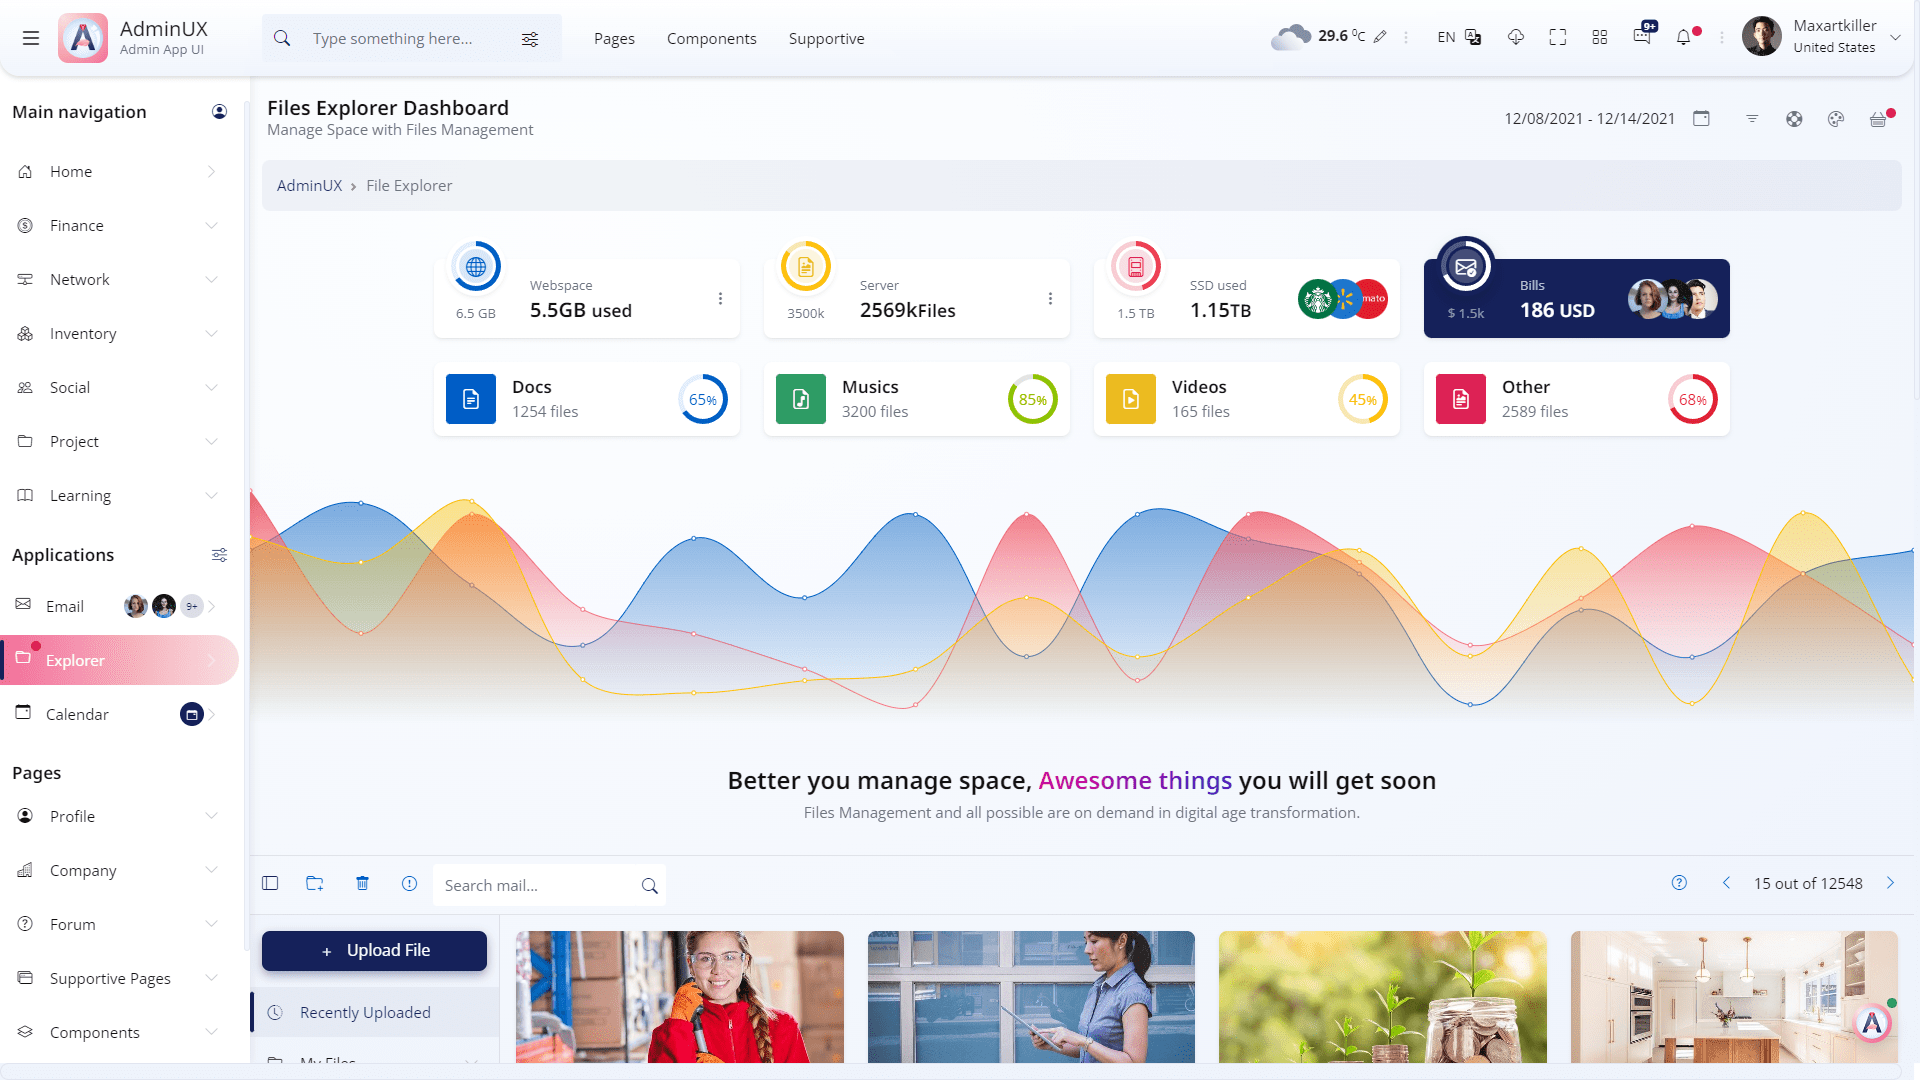 AdminUX
Admin App UI
Type something here...
Pages
Components
Supportive
29.6 °C
EN
9+
Maxartkiller
United States
Main navigation
Home
Finance
Network
Inventory
Social
Project
Learning
Applications
Email
9+
Explorer
Calendar
Pages
Profile
Company
Forum
Supportive Pages
Components
Files Explorer Dashboard
Manage Space with Files Management
12/08/2021 - 12/14/2021
AdminUX › File Explorer
6.5 GB
Webspace
5.5GB used
3500k
Server
2569kFiles
1.5 TB
SSD used
1.15TB
mato
$ 1.5k
Bills
186 USD
Docs
1254 files
65%
Musics
3200 files
85%
Videos
165 files
45%
Other
2589 files
68%
Better you manage space, Awesome things you will get soon
Files Management and all possible are on demand in digital age transformation.
Search mail...
15 out of 12548
+ Upload File
Recently Uploaded
My Files